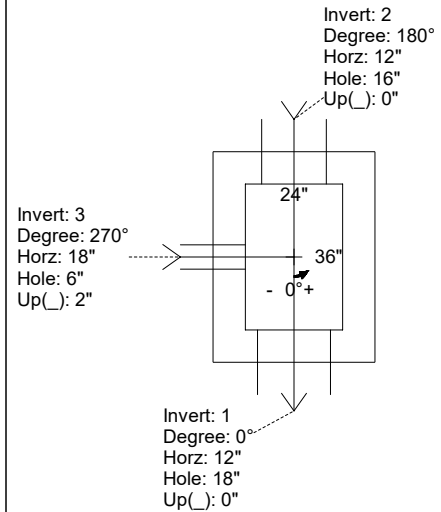 Invert: 2
Degree: 180°
Horz: 12"
Hole: 16"
Up(_): 0"
24"
Invert: 3
Degree: 270°
Horz: 18"
Hole: 6"
Up(_): 2"
36"
- 0°+
Invert: 1
Degree: 0°
Horz: 12"
Hole: 18"
Up(_): 0"